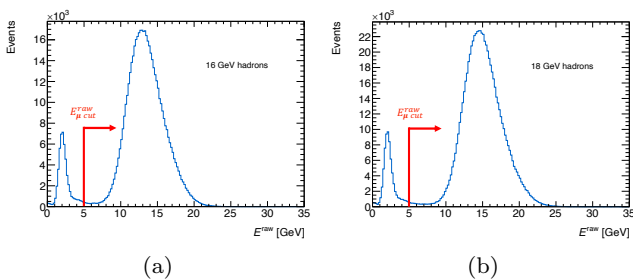 ×10³
Events
16
14
12
10
8
6
4
2
0
16 GeV hadrons
E^raw_μ cut
0 5 10 15 20 25 30 35
E^raw [GeV]
(a)
×10³
Events
22
20
18
16
14
12
10
8
6
4
2
0
18 GeV hadrons
E^raw_μ cut
0 5 10 15 20 25 30 35
E^raw [GeV]
(b)